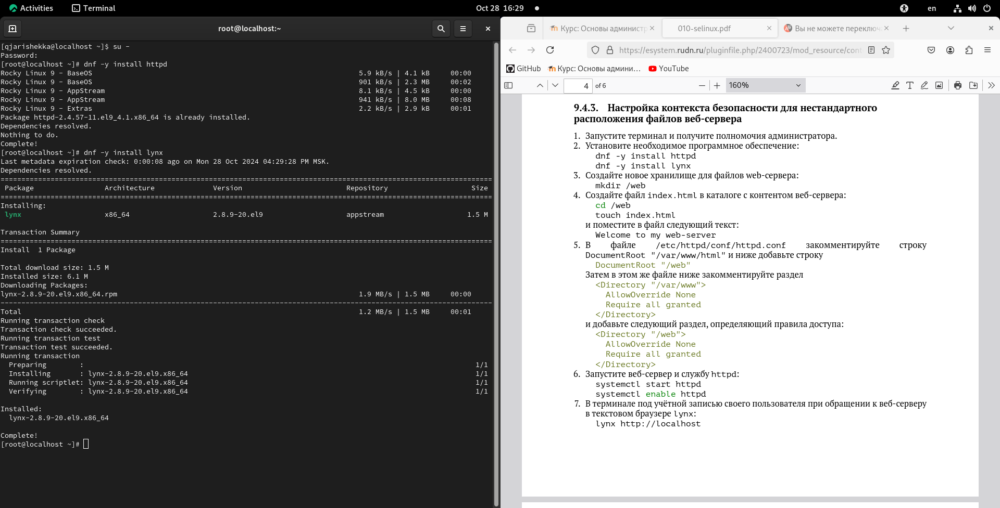 Activities
Terminal
Oct 28 16:29
en
root@localhost:~
[qjarishekka@localhost ~]$ su -
Password:
[root@localhost ~]# dnf -y install httpd
Rocky Linux 9 - BaseOS 5.9 kB/s | 4.1 kB 00:00
Rocky Linux 9 - BaseOS 901 kB/s | 2.3 MB 00:02
Rocky Linux 9 - AppStream 8.1 kB/s | 4.5 kB 00:00
Rocky Linux 9 - AppStream 941 kB/s | 8.0 MB 00:08
Rocky Linux 9 - Extras 2.2 kB/s | 2.9 kB 00:01
Package httpd-2.4.57-11.el9_4.1.x86_64 is already installed.
Dependencies resolved.
Nothing to do.
Complete!
[root@localhost ~]# dnf -y install lynx
Last metadata expiration check: 0:00:08 ago on Mon 28 Oct 2024 04:29:28 PM MSK.
Dependencies resolved.
================================================================================
Package Architecture Version Repository Size
================================================================================
Installing:
lynx x86_64 2.8.9-20.el9 appstream 1.5 M
Transaction Summary
================================================================================
Install 1 Package
Total download size: 1.5 M
Installed size: 6.1 M
Downloading Packages:
lynx-2.8.9-20.el9.x86_64.rpm 1.9 MB/s | 1.5 MB 00:00
--------------------------------------------------------------------------------
Total 1.2 MB/s | 1.5 MB 00:01
Running transaction check
Transaction check succeeded.
Running transaction test
Transaction test succeeded.
Running transaction
Preparing : 1/1
Installing : lynx-2.8.9-20.el9.x86_64 1/1
Running scriptlet: lynx-2.8.9-20.el9.x86_64 1/1
Verifying : lynx-2.8.9-20.el9.x86_64 1/1
Installed:
lynx-2.8.9-20.el9.x86_64
Complete!
[root@localhost ~]#
Курс: Основы администр
010-selinux.pdf
Вы не можете переключ
https://esystem.rudn.ru/pluginfile.php/2400723/mod_resource/cont
GitHub
Курс: Основы админи…
YouTube
4 of 6
160%
9.4.3. Настройка контекста безопасности для нестандартного
расположения файлов веб-сервера
1. Запустите терминал и получите полномочия администратора.
2. Установите необходимое программное обеспечение:
dnf -y install httpd
dnf -y install lynx
3. Создайте новое хранилище для файлов web-сервера:
mkdir /web
4. Создайте файл index.html в каталоге с контентом веб-сервера:
cd /web
touch index.html
и поместите в файл следующий текст:
Welcome to my web-server
5. В файле /etc/httpd/conf/httpd.conf закомментируйте строку
DocumentRoot "/var/www/html" и ниже добавьте строку
DocumentRoot "/web"
Затем в этом же файле ниже закомментируйте раздел
<Directory "/var/www">
AllowOverride None
Require all granted
</Directory>
и добавьте следующий раздел, определяющий правила доступа:
<Directory "/web">
AllowOverride None
Require all granted
</Directory>
6. Запустите веб-сервер и службу httpd:
systemctl start httpd
systemctl enable httpd
7. В терминале под учётной записью своего пользователя при обращении к веб-серверу
в текстовом браузере lynx:
lynx http://localhost